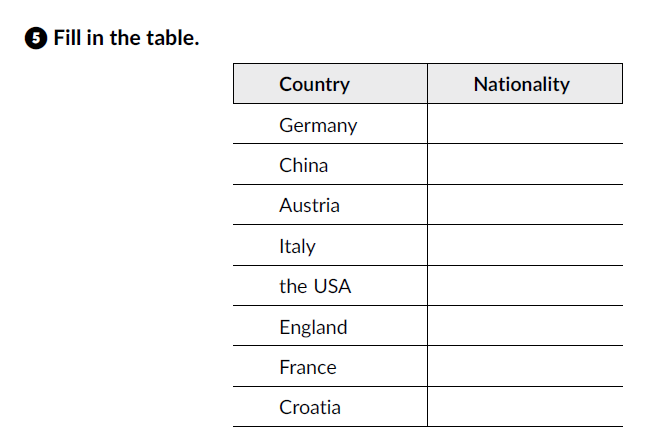 5 Fill in the table.
Country Nationality
Germany
China
Austria
Italy
the USA
England
France
Croatia